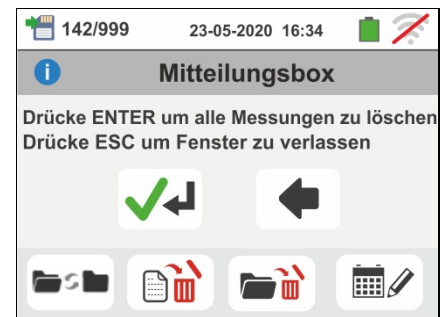 142/999 23-05-2020 16:34
i Mitteilungsbox
Drücke ENTER um alle Messungen zu löschen
Drücke ESC um Fenster zu verlassen